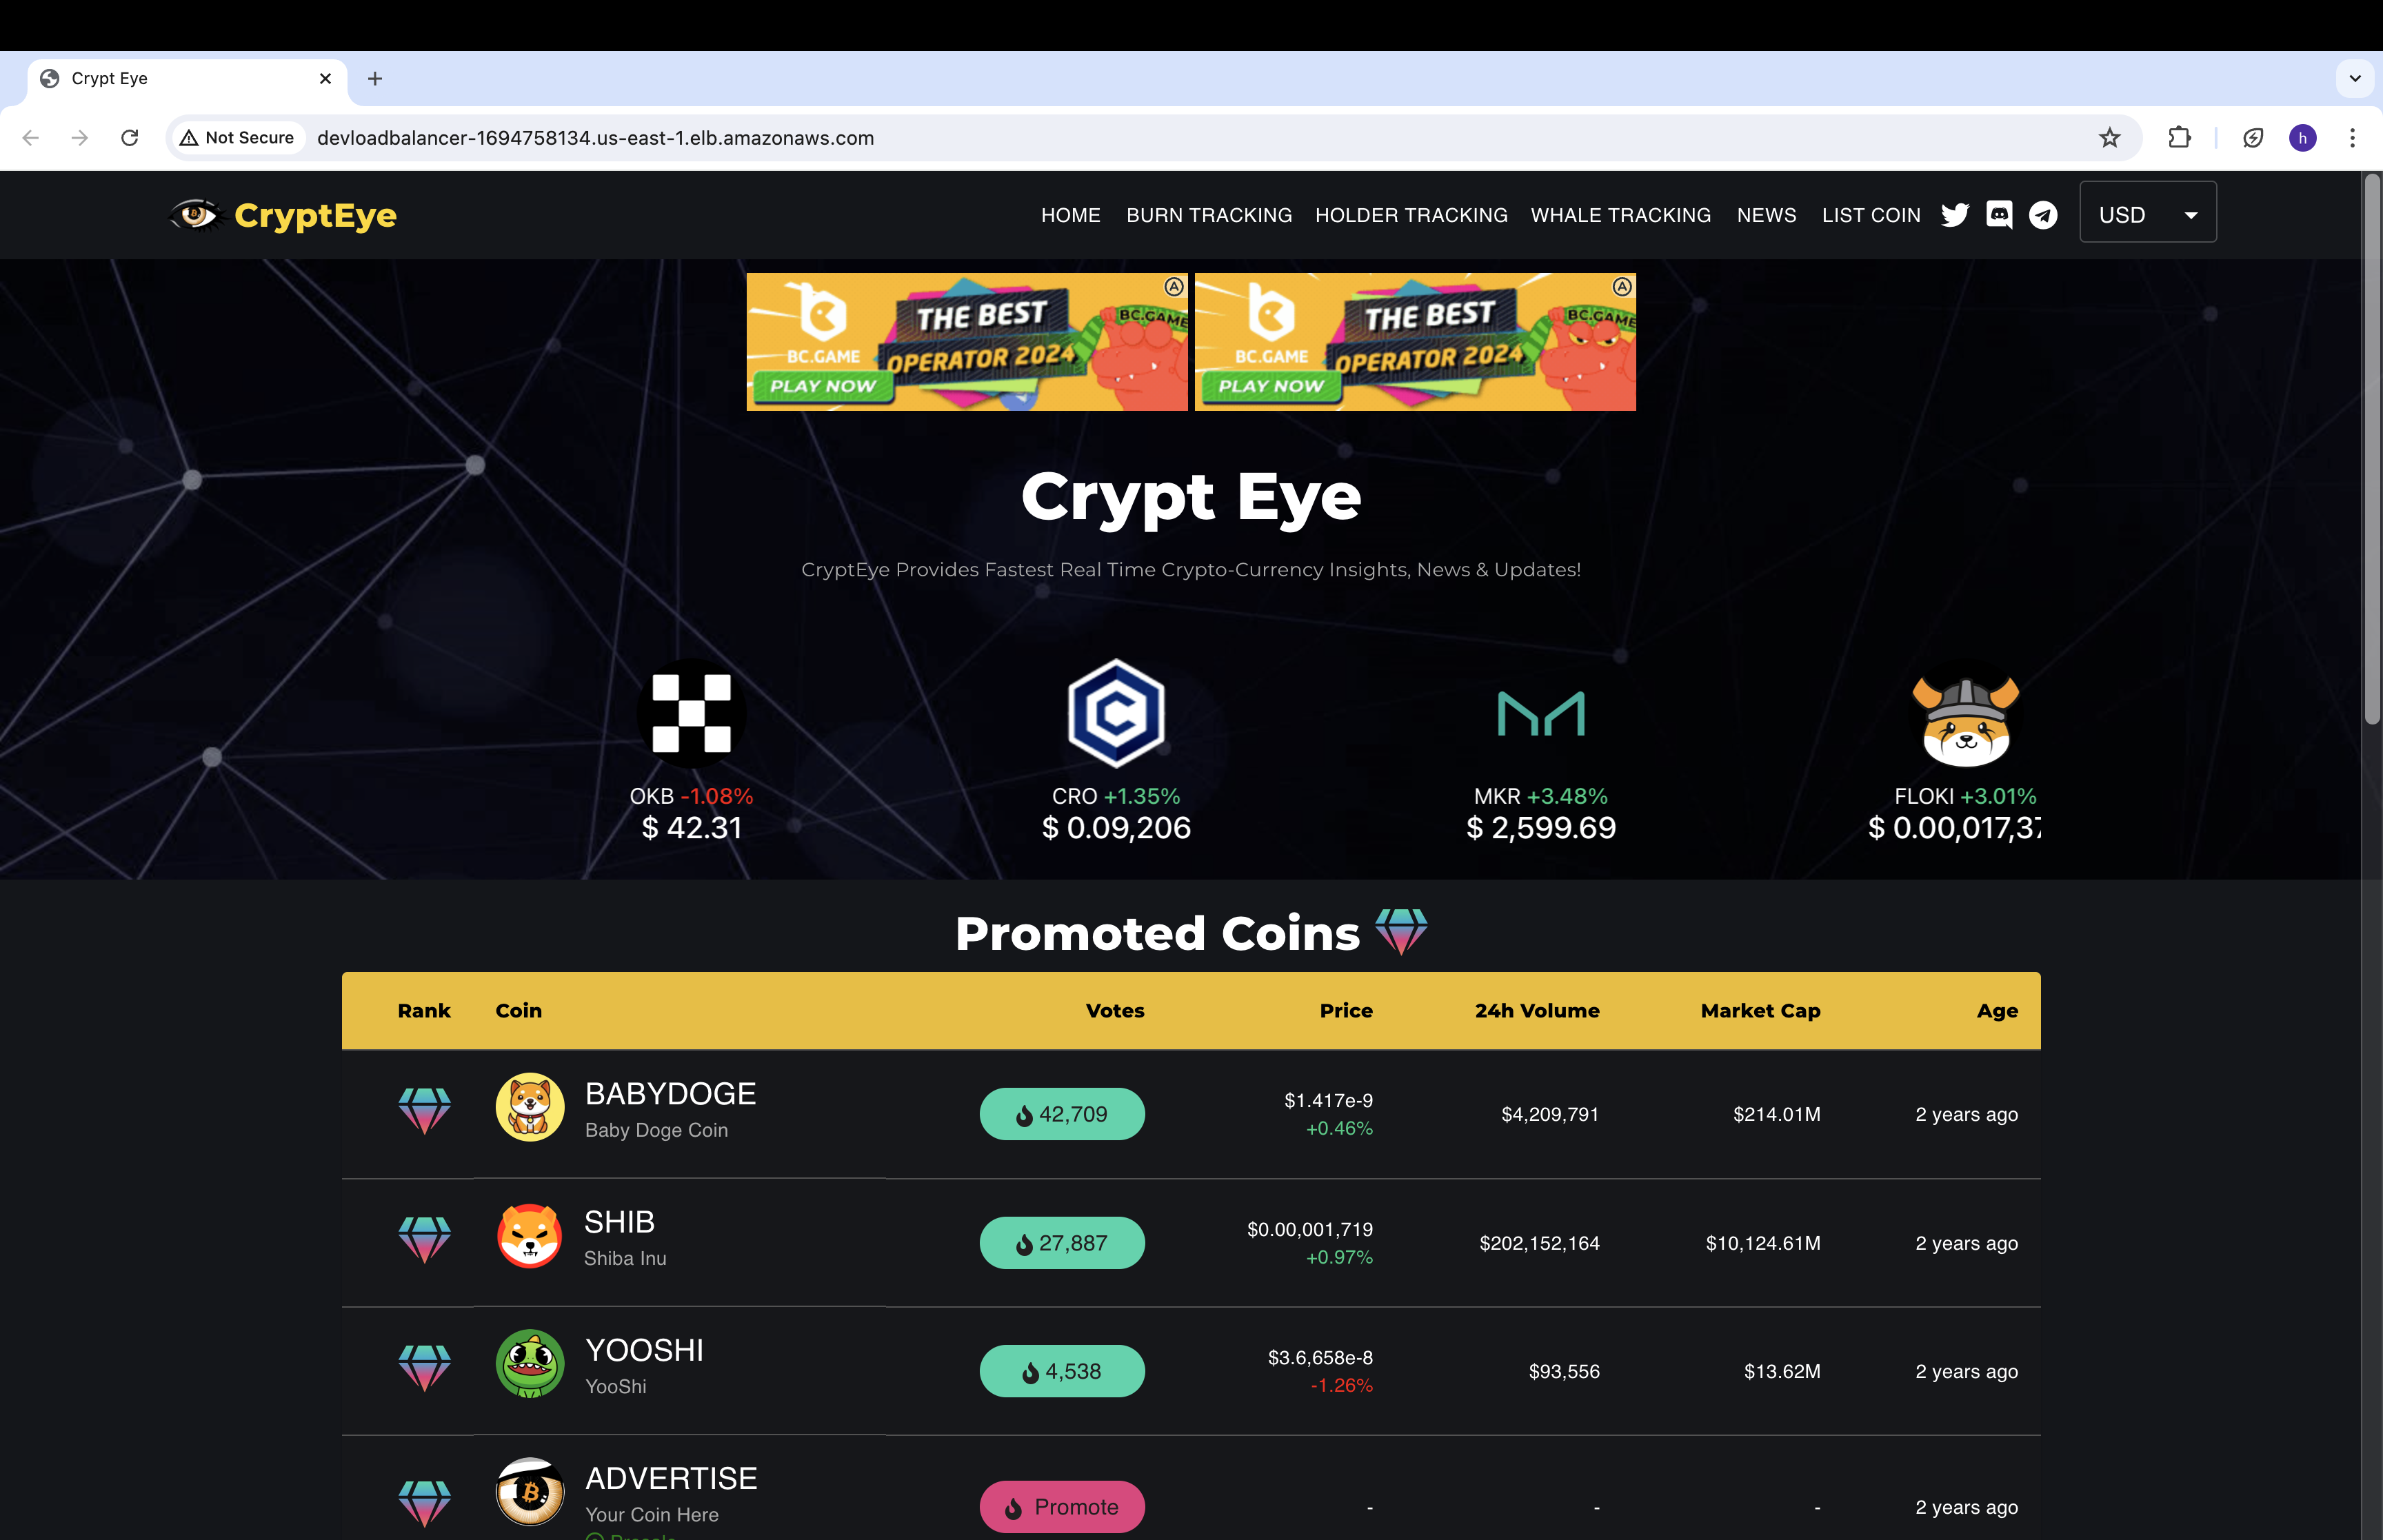 Crypt Eye
Not Secure devloadbalancer-1694758134.us-east-1.elb.amazonaws.com h
CryptEye HOME BURN TRACKING HOLDER TRACKING WHALE TRACKING NEWS LIST COIN USD
BC.GAME THE BEST OPERATOR 2024 BC.GAME
PLAY NOW
BC.GAME THE BEST OPERATOR 2024 BC.GAME
PLAY NOW
Crypt Eye
CryptEye Provides Fastest Real Time Crypto-Currency Insights, News & Updates!
OKB -1.08% CRO +1.35% MKR +3.48% FLOKI +3.01%
$ 42.31 $ 0.09,206 $ 2,599.69 $ 0.00,017,37
Promoted Coins
Rank Coin Votes Price 24h Volume Market Cap Age
BABYDOGE
Baby Doge Coin
42,709
$1.417e-9
+0.46%
$4,209,791
$214.01M
2 years ago
SHIB
Shiba Inu
27,887
$0.00,001,719
+0.97%
$202,152,164
$10,124.61M
2 years ago
YOOSHI
YooShi
4,538
$3.6,658e-8
-1.26%
$93,556
$13.62M
2 years ago
ADVERTISE
Your Coin Here
Promote
-
-
-
2 years ago